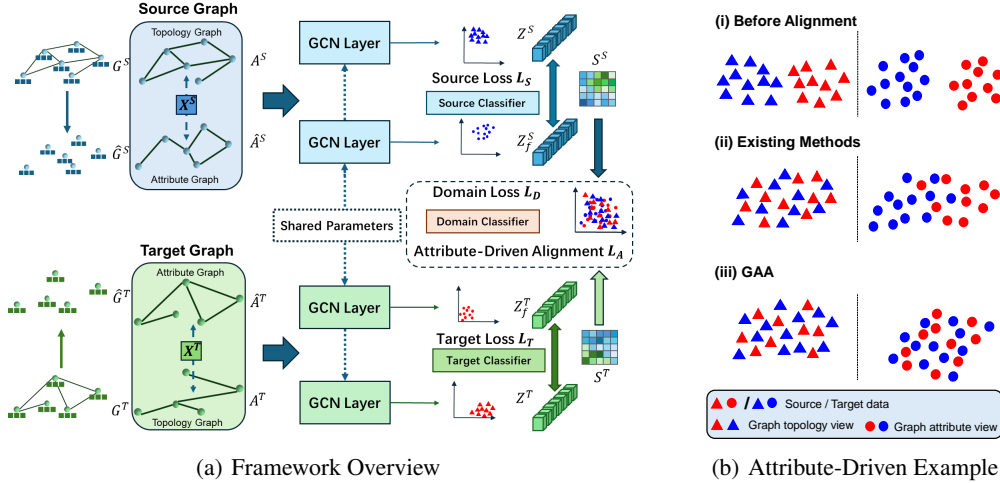 Source Graph
Topology Graph
G^S
A^S
X^S
Ĝ^S
Â^S
Attribute Graph
GCN Layer
Z^S
S^S
Source Loss L_S
Source Classifier
GCN Layer
Z_f^S
Shared Parameters
Domain Loss L_D
Domain Classifier
Attribute-Driven Alignment L_A
Target Graph
Attribute Graph
Ĝ^T
Â^T
X^T
G^T
A^T
Topology Graph
GCN Layer
Z_f^T
Target Loss L_T
Target Classifier
S^T
GCN Layer
Z^T
(a) Framework Overview
(i) Before Alignment
(ii) Existing Methods
(iii) GAA
/ Source / Target data
Graph topology view
Graph attribute view
(b) Attribute-Driven Example